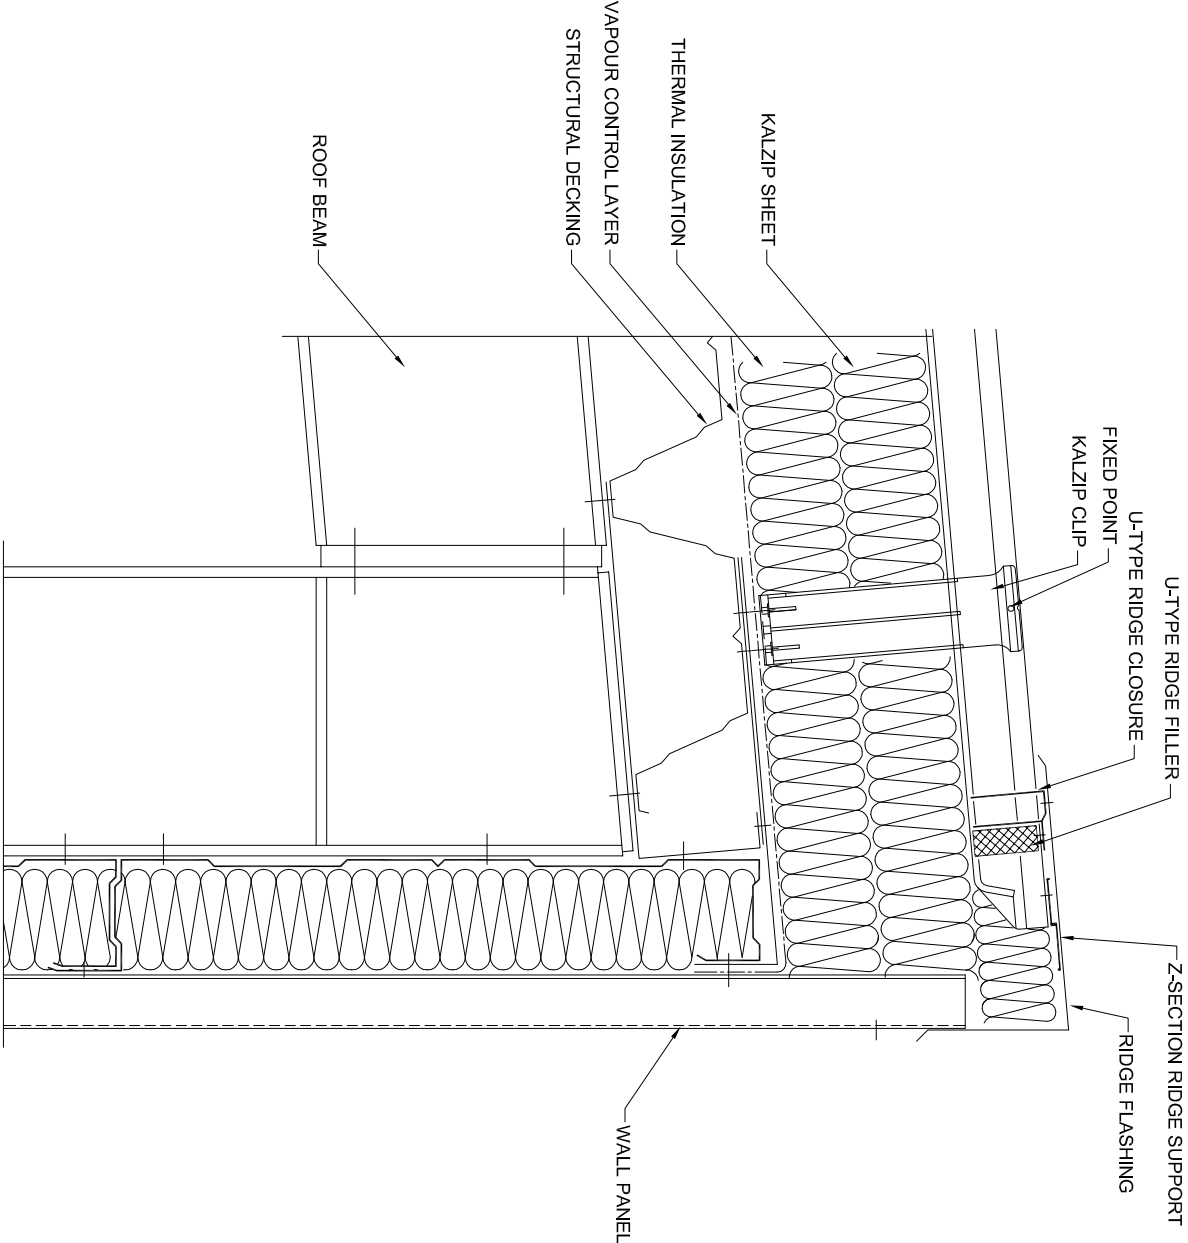 U-TYPE RIDGE FILLER
Z-SECTION RIDGE SUPPORT
U-TYPE RIDGE CLOSURE
RIDGE FLASHING
FIXED POINT
KALZIP CLIP
KALZIP SHEET
THERMAL INSULATION
VAPOUR CONTROL LAYER
WALL PANEL
STRUCTURAL DECKING
ROOF BEAM